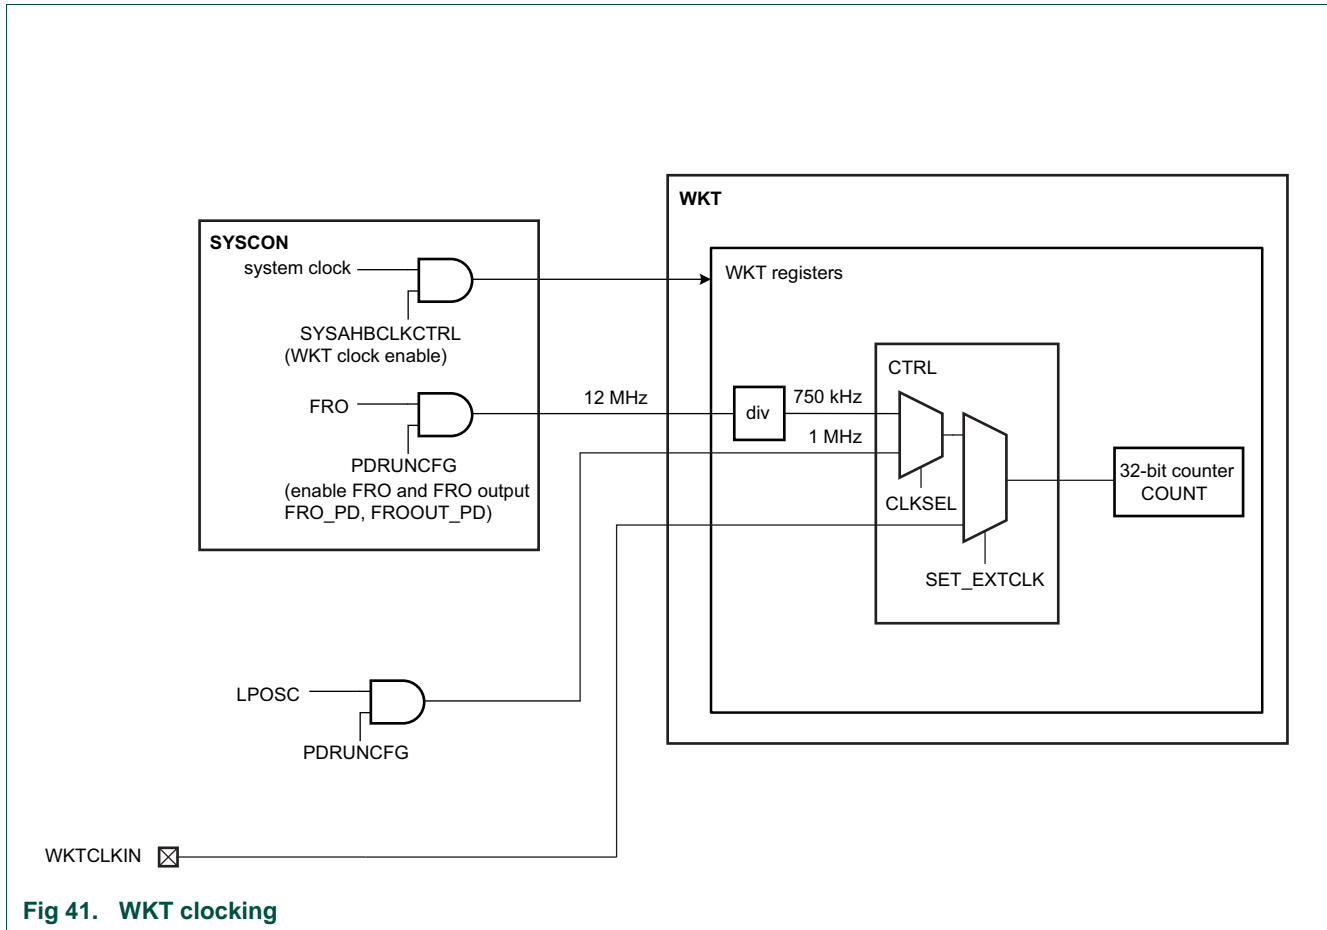 WKT
SYSCON
system clock
WKT registers
SYSAHBCLKCTRL
(WKT clock enable)
CTRL
FRO
12 MHz
div
750 kHz
1 MHz
PDRUNCFG
(enable FRO and FRO output
FRO_PD, FROOUT_PD)
CLKSEL
32-bit counter
COUNT
SET_EXTCLK
LPOSC
PDRUNCFG
WKTCLKIN
Fig 41. WKT clocking